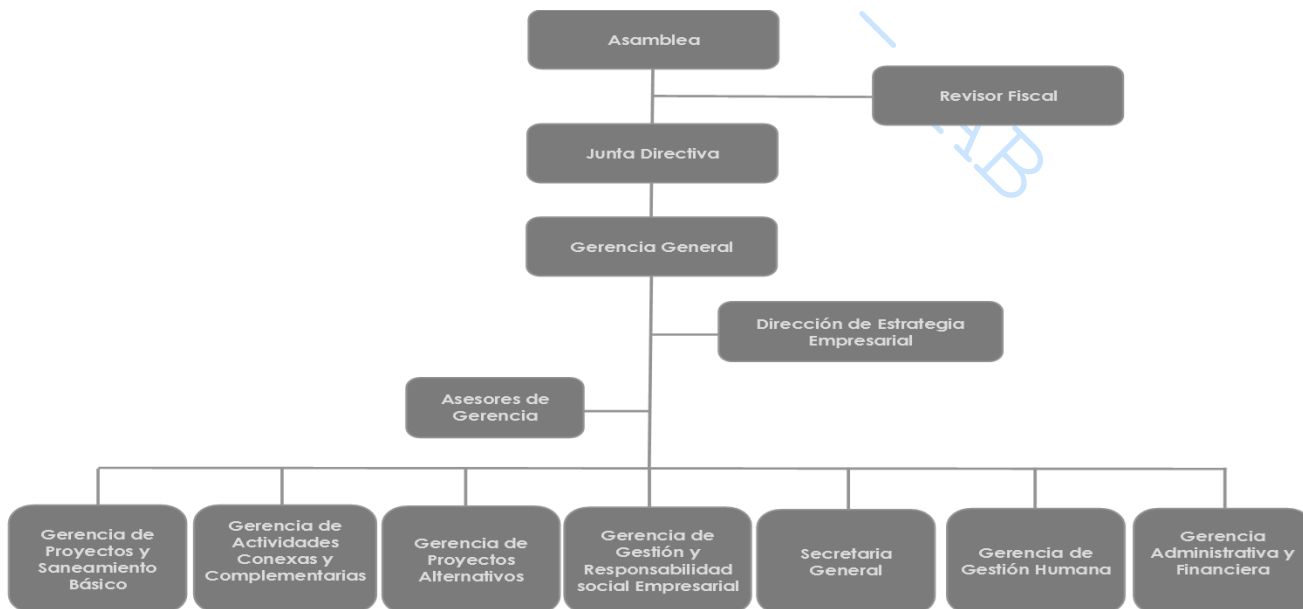 Asamblea
Revisor Fiscal
Junta Directiva
Gerencia General
Dirección de Estrategia
Empresarial
Asesores de
Gerencia
Gerencia de
Proyectos y
Saneamiento
Básico
Gerencia de
Actividades
Conexas y
Complementarias
Gerencia de
Proyectos
Alternativos
Gerencia de
Gestión y
Responsabilidad
social Empresarial
Secretaria
General
Gerencia de
Gestión Humana
Gerencia
Administrativa y
Financiera